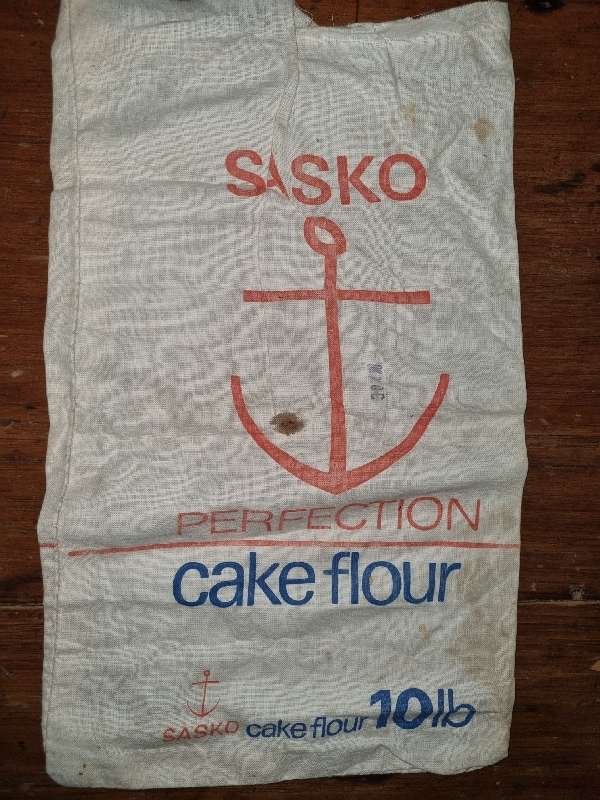 SASKO
PERFECTION
cake flour
SASKO cake flour 10lb